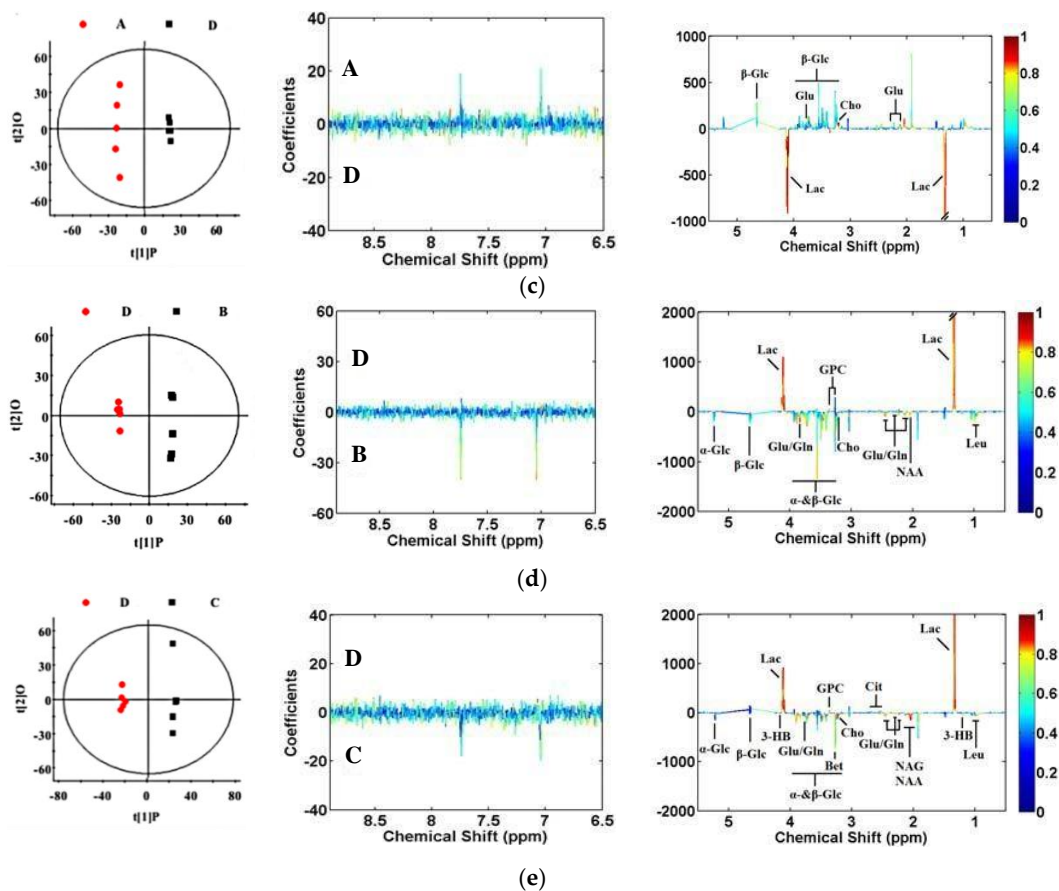 A D
60
30
0
-30
-60
t[2]O
-60 -30 0 30 60
t[1]P
40
20
0
-20
-40
Coefficients
A
D
8.5 8 7.5 7 6.5
Chemical Shift (ppm)
1000
500
0
-500
-1000
β-Glc
β-Glc
Glu
Cho
Glu
Lac
Lac
5 4 3 2 1
Chemical Shift (ppm)
1
0.8
0.6
0.4
0.2
0
(c)
D B
60
30
0
-30
-60
t[2]O
-60 -30 0 30 60
t[1]P
60
30
0
-30
-60
Coefficients
D
B
8.5 8 7.5 7 6.5
Chemical Shift (ppm)
2000
1000
0
-1000
-2000
Lac
Lac
GPC
α-Glc
β-Glc
Glu/Gln
Cho
Glu/Gln
NAA
Leu
α-&β-Glc
5 4 3 2 1
Chemical Shift (ppm)
1
0.8
0.6
0.4
0.2
0
(d)
D C
60
30
0
-30
-60
t[2]O
-80 -40 0 40 80
t[1]P
40
20
0
-20
-40
Coefficients
D
C
8.5 8 7.5 7 6.5
Chemical Shift (ppm)
2000
1000
0
-1000
-2000
Lac
Lac
GPC
Cit
α-Glc
β-Glc
3-HB
Glu/Gln
Cho
Glu/Gln
3-HB
Leu
Bet
NAG
NAA
α-&β-Glc
5 4 3 2 1
Chemical Shift (ppm)
1
0.8
0.6
0.4
0.2
0
(e)